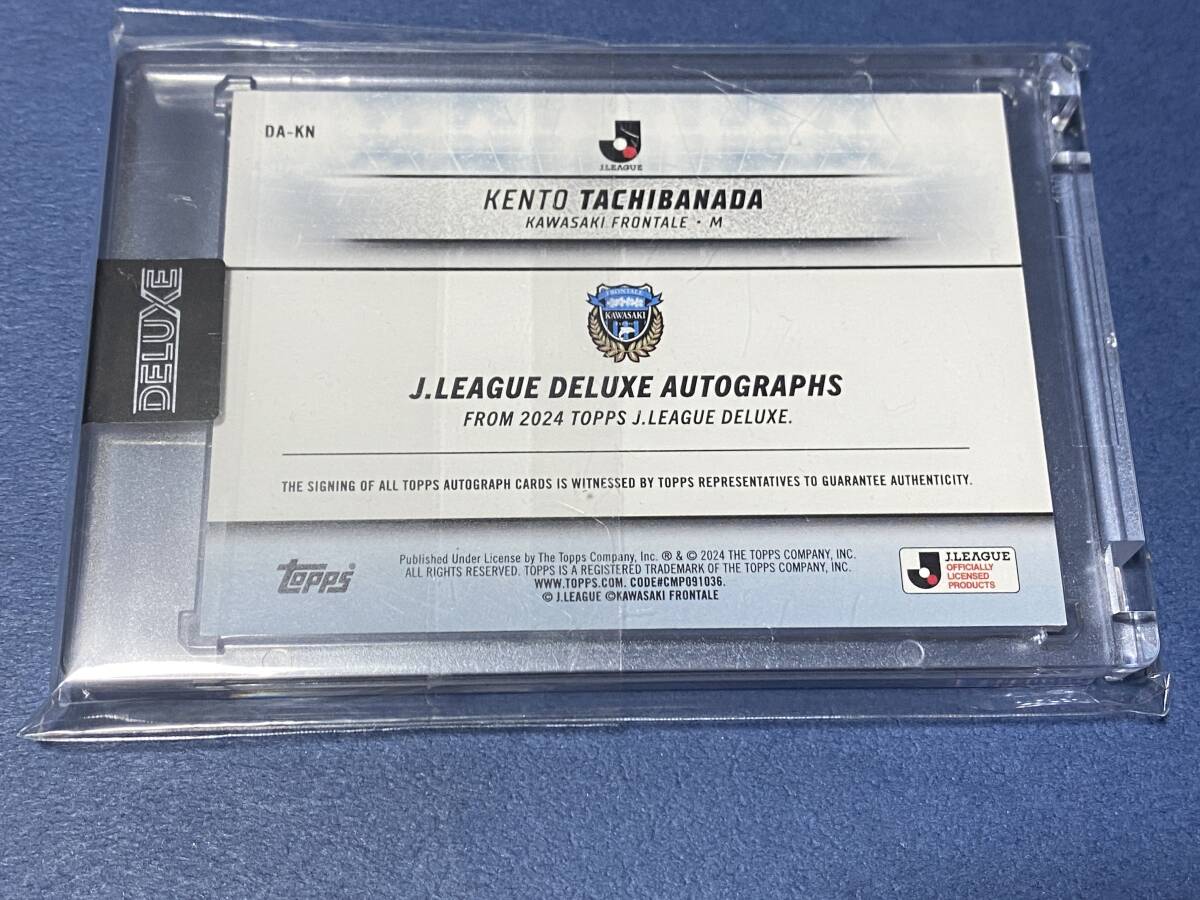 DA-KN
J.LEAGUE
KENTO TACHIBANADA
KAWASAKI FRONTALE • M
DELUXE
FRONTALE
KAWASAKI
J.LEAGUE DELUXE AUTOGRAPHS
FROM 2024 TOPPS J.LEAGUE DELUXE.
THE SIGNING OF ALL TOPPS AUTOGRAPH CARDS IS WITNESSED BY TOPPS REPRESENTATIVES TO GUARANTEE AUTHENTICITY.
topps
Published Under License by The Topps Company, Inc. ® & © 2024 THE TOPPS COMPANY, INC.
ALL RIGHTS RESERVED. TOPPS IS A REGISTERED TRADEMARK OF THE TOPPS COMPANY, INC.
WWW.TOPPS.COM. CODE#CMP091036.
© J.LEAGUE ©KAWASAKI FRONTALE
J.LEAGUE
OFFICIALLY
LICENSED
PRODUCTS